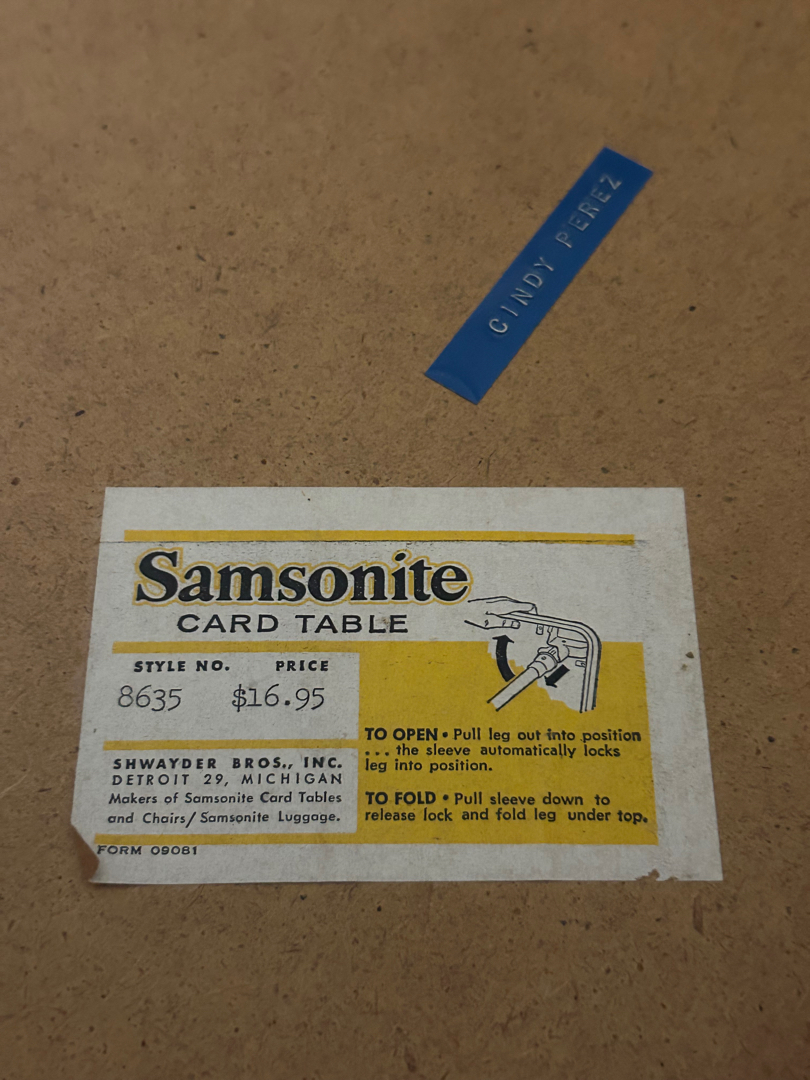 CINDY PEREZ
Samsonite
CARD TABLE
STYLE NO. PRICE
8635 $16.95
SHWAYDER BROS., INC.
DETROIT 29, MICHIGAN
Makers of Samsonite Card Tables
and Chairs/Samsonite Luggage.
FORM 09081
TO OPEN • Pull leg out into position
... the sleeve automatically locks
leg into position.
TO FOLD • Pull sleeve down to
release lock and fold leg under top.